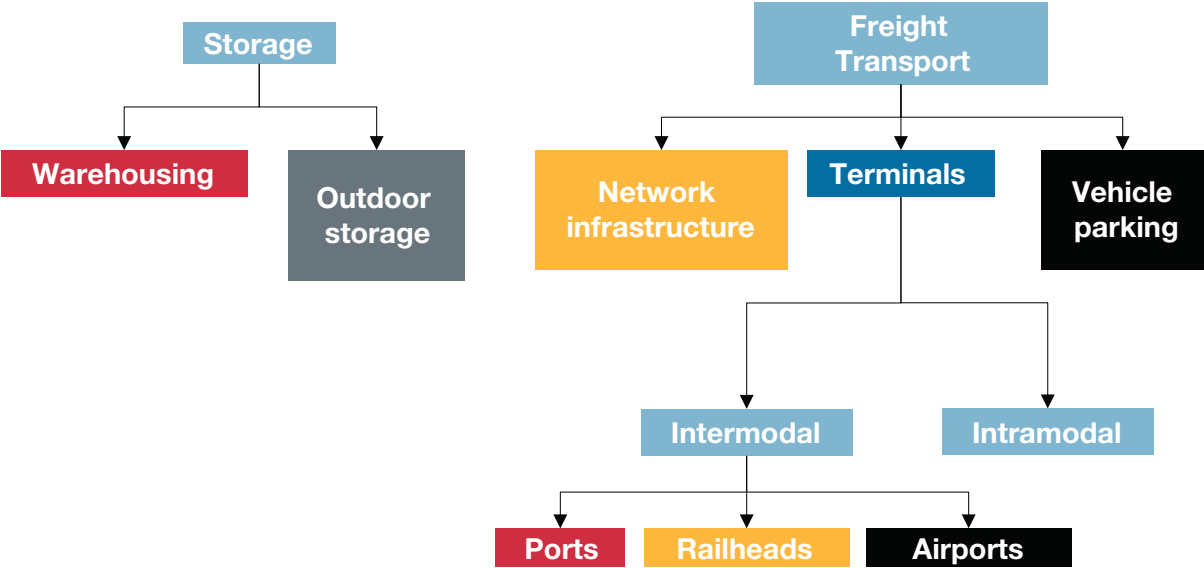 Storage
Freight
Transport
Warehousing
Outdoor
storage
Network
infrastructure
Terminals
Vehicle
parking
Intermodal
Intramodal
Ports
Railheads
Airports